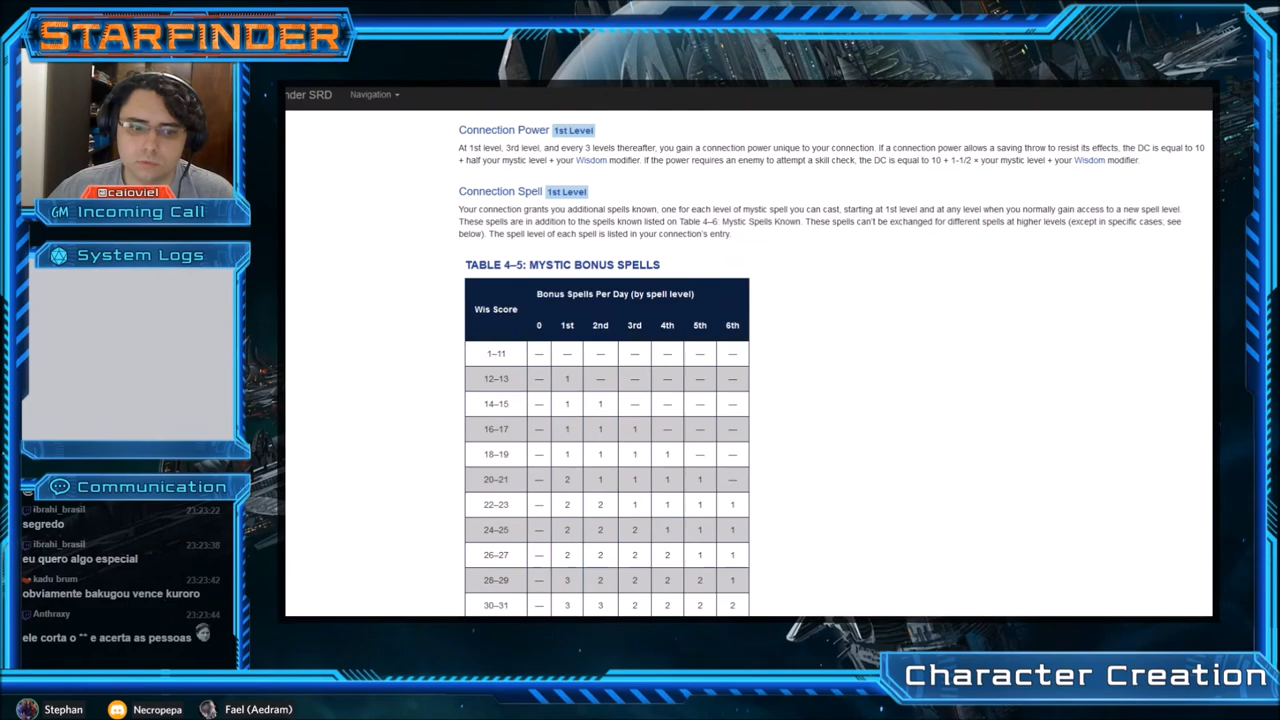 STARFINDER
@caioviel
GM Incoming Call
System Logs
Communication
ibrahi_brasil 23:23:22
segredo
ibrahi_brasil 23:23:38
eu quero algo especial
kadu brum 23:23:42
obviamente bakugou vence kuroro
Anthraxy 23:23:44
ele corta o ** e acerta as pessoas
nder SRD Navigation
Connection Power 1st Level
At 1st level, 3rd level, and every 3 levels thereafter, you gain a connection power unique to your connection. If a connection power allows a saving throw to resist its effects, the DC is equal to 10
+ half your mystic level + your Wisdom modifier. If the power requires an enemy to attempt a skill check, the DC is equal to 10 + 1-1/2 × your mystic level + your Wisdom modifier.
Connection Spell 1st Level
Your connection grants you additional spells known, one for each level of mystic spell you can cast, starting at 1st level and at any level when you normally gain access to a new spell level.
These spells are in addition to the spells known listed on Table 4–6: Mystic Spells Known. These spells can't be exchanged for different spells at higher levels (except in specific cases; see
below). The spell level of each spell is listed in your connection's entry.
TABLE 4–5: MYSTIC BONUS SPELLS
Wis Score Bonus Spells Per Day (by spell level)
0 1st 2nd 3rd 4th 5th 6th
1–11 — — — — — — —
12–13 — 1 — — — — —
14–15 — 1 1 — — — —
16–17 — 1 1 1 — — —
18–19 — 1 1 1 1 — —
20–21 — 2 1 1 1 1 —
22–23 — 2 2 1 1 1 1
24–25 — 2 2 2 1 1 1
26–27 — 2 2 2 2 1 1
28–29 — 3 2 2 2 2 1
30–31 — 3 3 2 2 2 2
Character Creation
Stephan Necropepa Fael (Aedram)